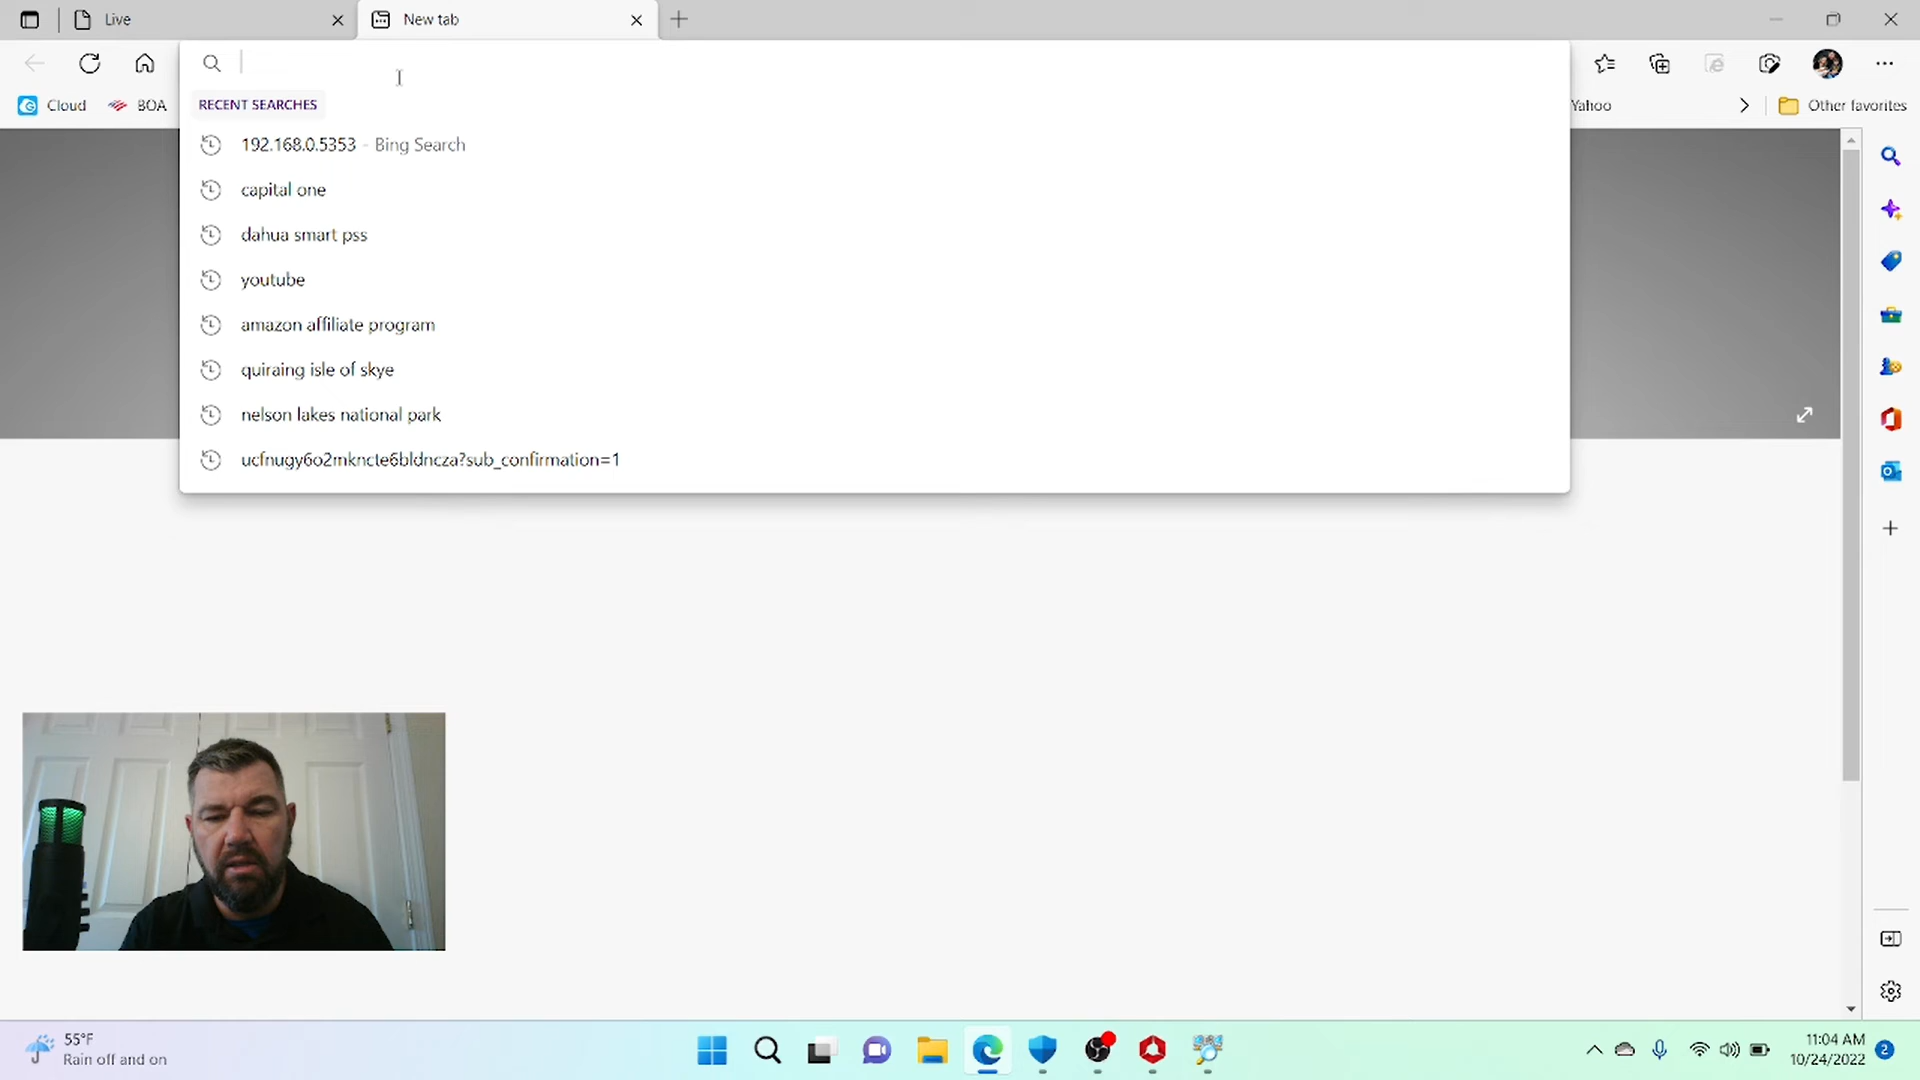 Live
New tab
RECENT SEARCHES
Cloud
BOA
Yahoo
Other favorites
192.168.0.5353 - Bing Search
capital one
dahua smart pss
youtube
amazon affiliate program
quiraing isle of skye
nelson lakes national park
ucfnugy6o2mkncte6bldncza?sub_confirmation=1
55°F
Rain off and on
11:04 AM
10/24/2022
2